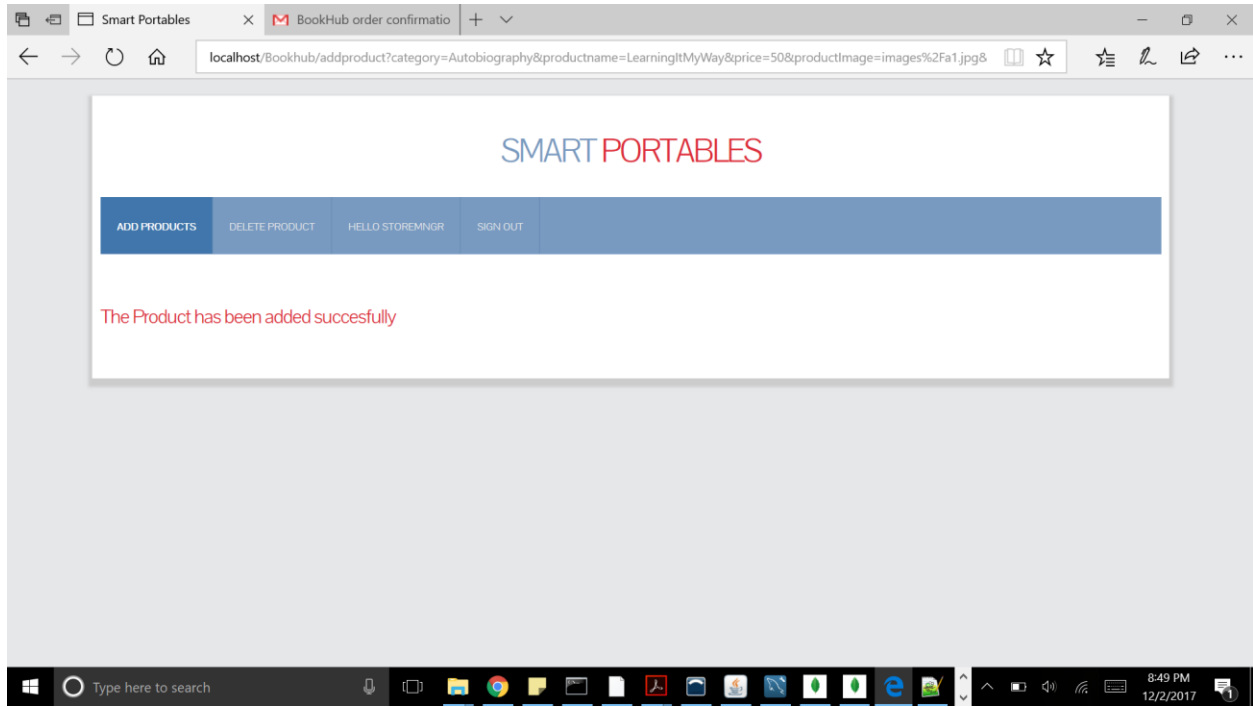 Smart Portables
BookHub order confirmatio
localhost/Bookhub/addproduct?category=Autobiography&productname=LearningItMyWay&price=50&productImage=images%2Fa1.jpg&
SMART PORTABLES
ADD PRODUCTS DELETE PRODUCT HELLO STOREMNGR SIGN OUT
The Product has been added succesfully
Type here to search
8:49 PM
12/2/2017
1